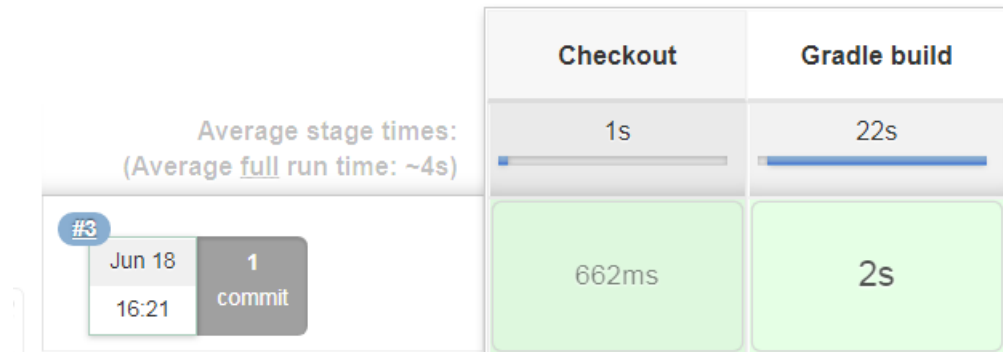 Checkout Gradle build
Average stage times: 1s 22s
(Average full run time: ~4s)
#3
Jun 18 1
commit
16:21
662ms 2s